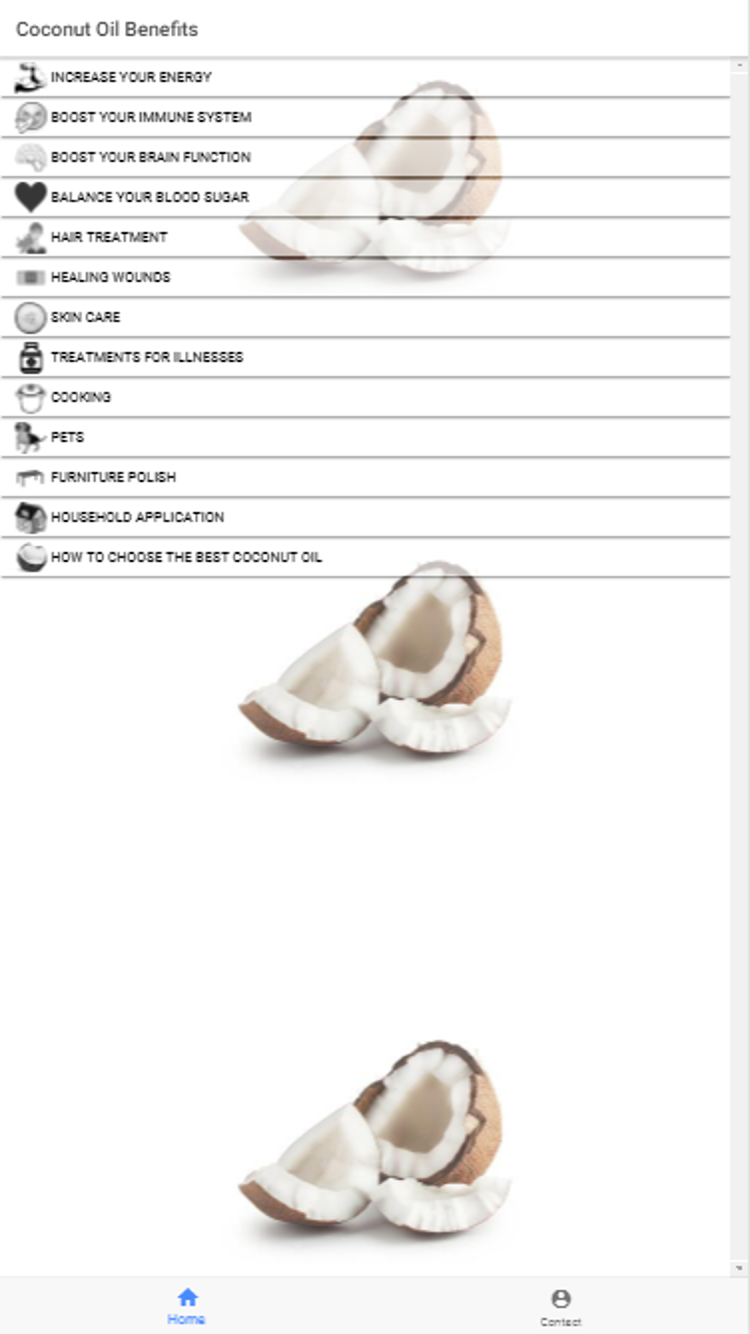 Coconut Oil Benefits
INCREASE YOUR ENERGY
BOOST YOUR IMMUNE SYSTEM
BOOST YOUR BRAIN FUNCTION
BALANCE YOUR BLOOD SUGAR
HAIR TREATMENT
HEALING WOUNDS
SKIN CARE
TREATMENTS FOR ILLNESSES
COOKING
PETS
FURNITURE POLISH
HOUSEHOLD APPLICATION
HOW TO CHOOSE THE BEST COCONUT OIL
Home
Contact